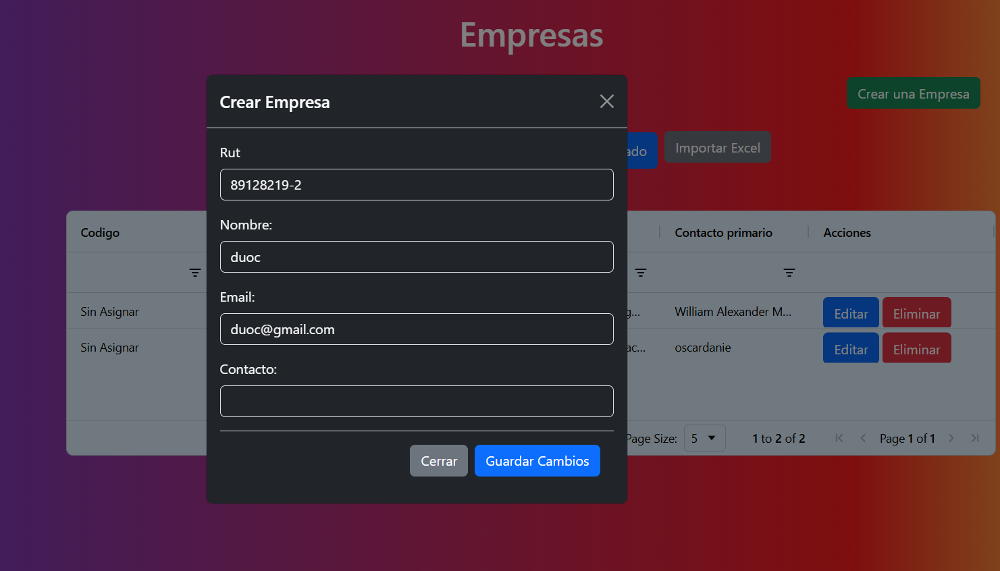 Empresas
Crear una Empresa
Crear Empresa
Importar Excel
Rut
89128219-2
Nombre:
duoc
Email:
duoc@gmail.com
Contacto:
Cerrar
Guardar Cambios
Codigo
Contacto primario
Acciones
Sin Asignar
William Alexander M...
Editar
Eliminar
Sin Asignar
oscardanie
Editar
Eliminar
Page Size:
5
1 to 2 of 2
Page 1 of 1